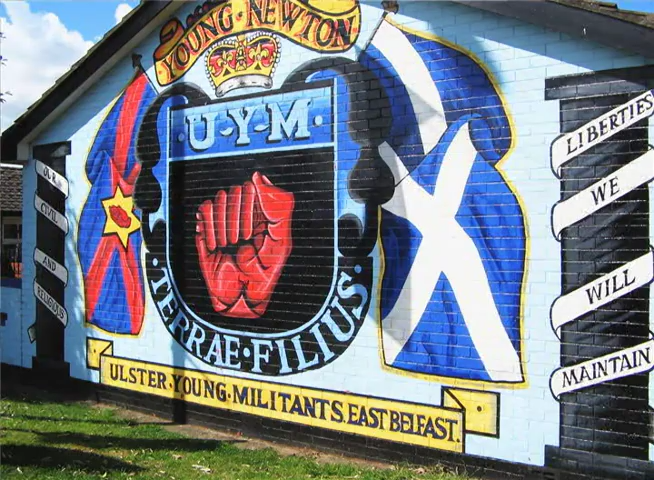 YOUNG · NEWTON
· U · Y · M ·
· TERRAE · FILIUS ·
ULSTER · YOUNG · MILITANTS. EAST BELFAST.
OUR
CIVIL
AND
RELIGIOUS
LIBERTIES
WE
WILL
MAINTAIN